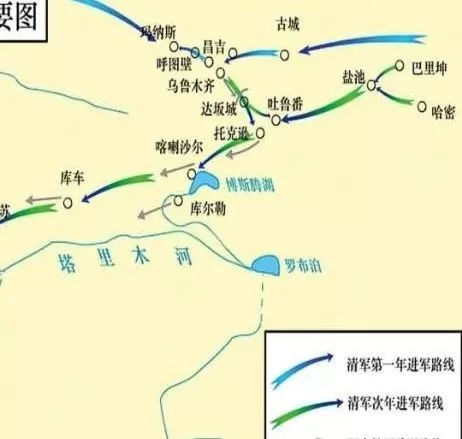 要图
玛纳斯
古城
昌吉
呼图壁
巴里坤
盐池
乌鲁木齐
达坂城
吐鲁番
哈密
托克逊
喀喇沙尔
库车
博斯腾湖
苏
库尔勒
塔里木河
罗布泊
清军第一年进军路线
清军次年进军路线